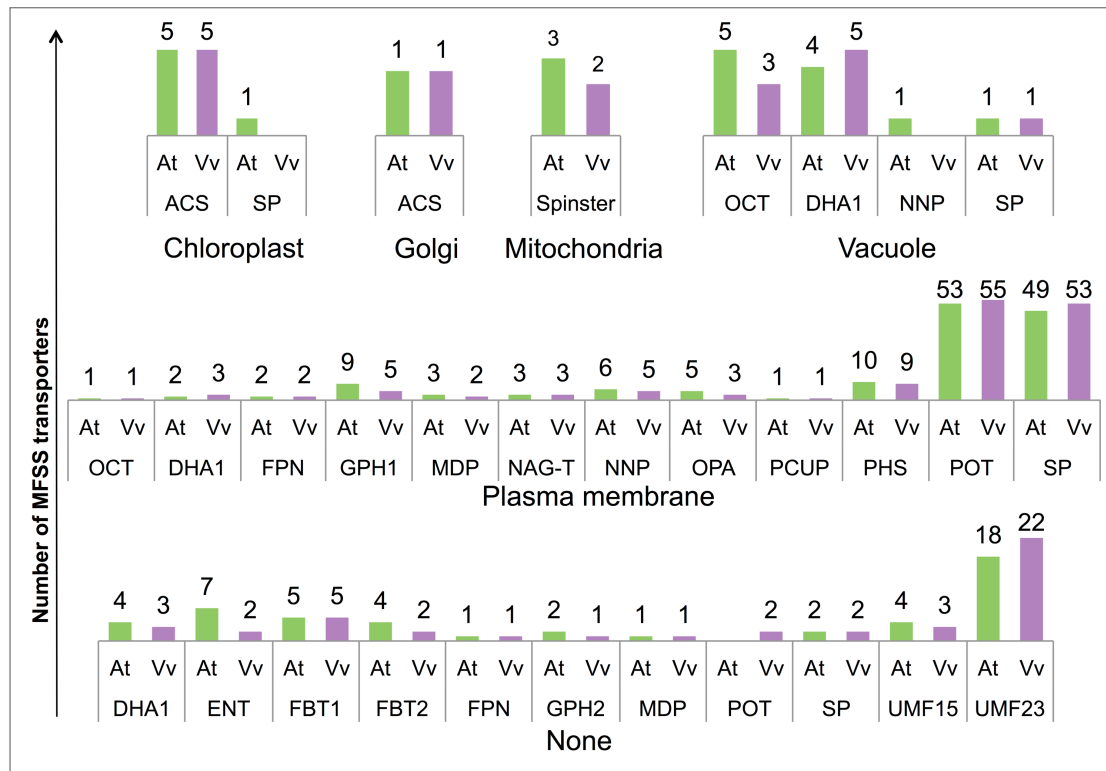 5 5 1
At Vv At Vv
ACS SP
Chloroplast
1 1
At Vv
ACS
Golgi
3 2
At Vv
Spinster
Mitochondria
5 3 4 5 1 1 1
At Vv At Vv At Vv At Vv
OCT DHA1 NNP SP
Vacuole
1 1 2 3 2 2 9 5 3 2 3 3 6 5 5 3 1 1 10 9 53 55 49 53
At Vv At Vv At Vv At Vv At Vv At Vv At Vv At Vv At Vv At Vv At Vv At Vv
OCT DHA1 FPN GPH1 MDP NAG-T NNP OPA PCUP PHS POT SP
Plasma membrane
4 3 7 2 5 5 4 2 1 1 2 1 1 1 2 2 2 4 3 18 22
At Vv At Vv At Vv At Vv At Vv At Vv At Vv At Vv At Vv At Vv At Vv
DHA1 ENT FBT1 FBT2 FPN GPH2 MDP POT SP UMF15 UMF23
None
Number of MFSS transporters